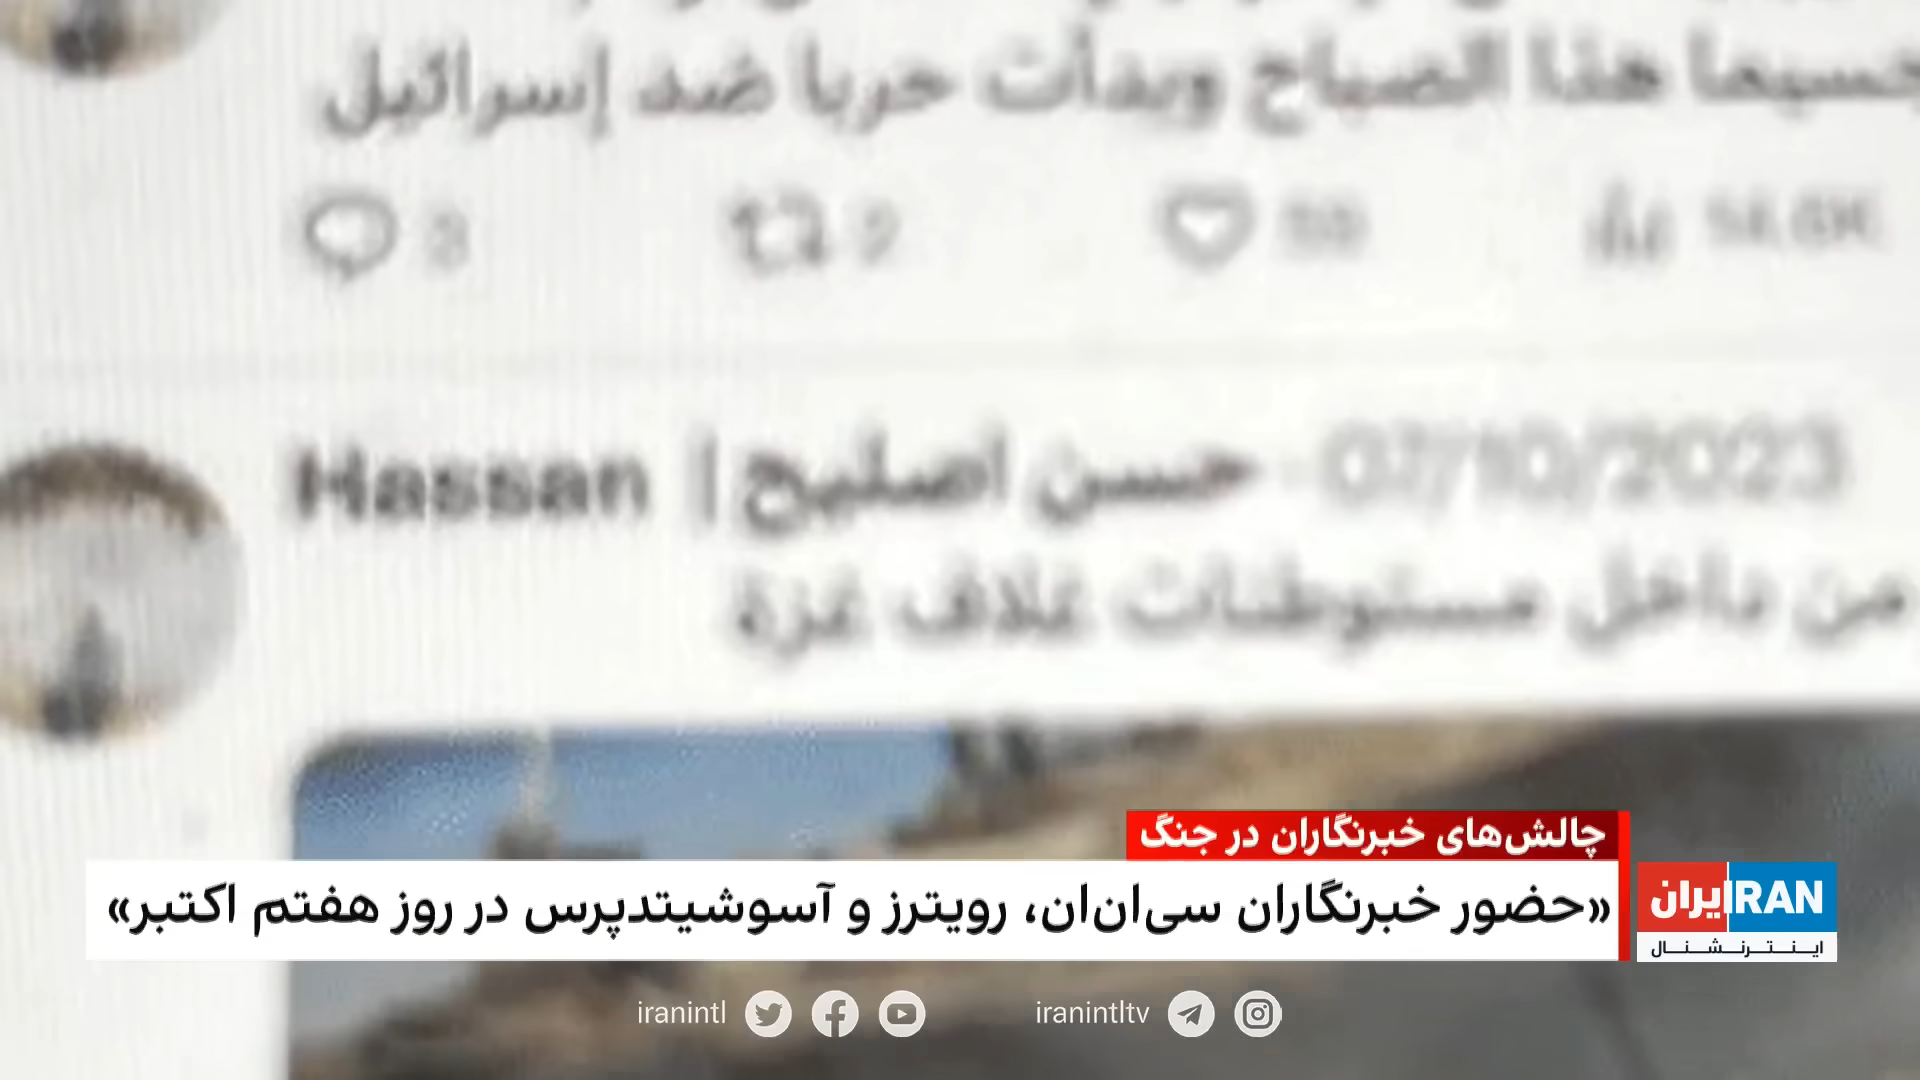 جسيما هذا الصباح وبدأت حربا ضد إسرائيل
Hassan | حسن اصليح · 07/10/2023
من داخل مستوطنات غلاف غزة
چالش‌های خبرنگاران در جنگ
«حضور خبرنگاران سی‌ان‌ان، رویترز و آسوشیتدپرس در روز هفتم اکتبر»
ایران IRAN
اینترنشنال
iranintl
iranintltv